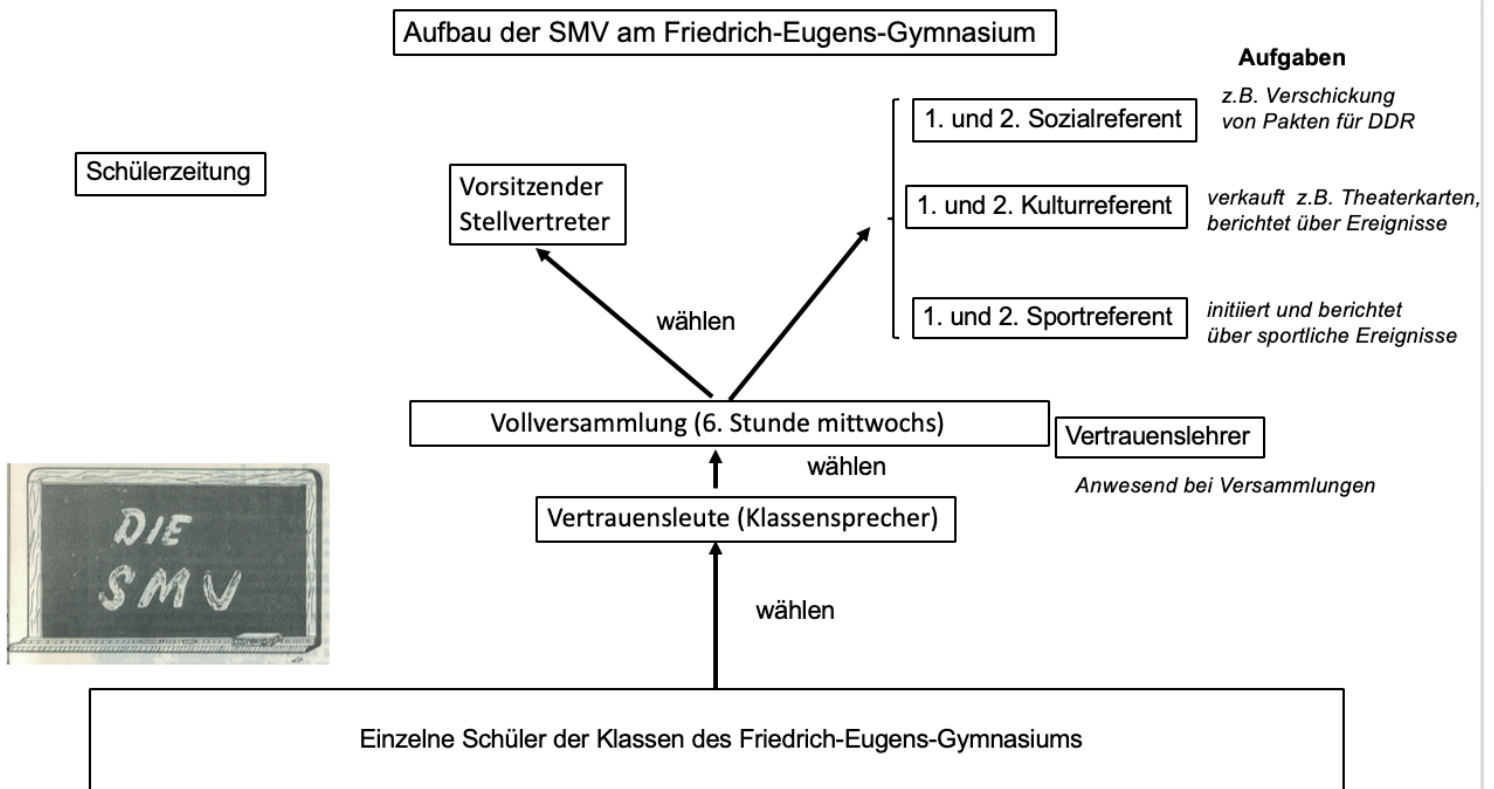 Aufbau der SMV am Friedrich-Eugens-Gymnasium
Aufgaben
1. und 2. Sozialreferent
z.B. Verschickung
von Pakten für DDR
Schülerzeitung
Vorsitzender
Stellvertreter
1. und 2. Kulturreferent
verkauft z.B. Theaterkarten,
berichtet über Ereignisse
wählen
1. und 2. Sportreferent
initiiert und berichtet
über sportliche Ereignisse
Vollversammlung (6. Stunde mittwochs)
Vertrauenslehrer
wählen
Anwesend bei Versammlungen
Vertrauensleute (Klassensprecher)
DIE
SMV
wählen
Einzelne Schüler der Klassen des Friedrich-Eugens-Gymnasiums